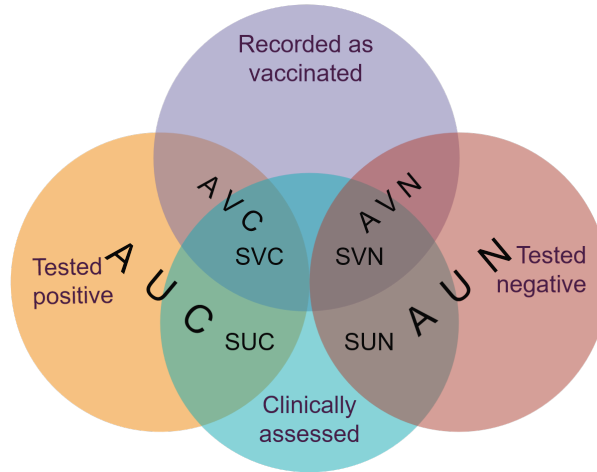 Recorded as
vaccinated
AVC
AVN
SVC
SVN
Tested
positive
AUC
AUN
Tested
negative
SUC
SUN
Clinically
assessed